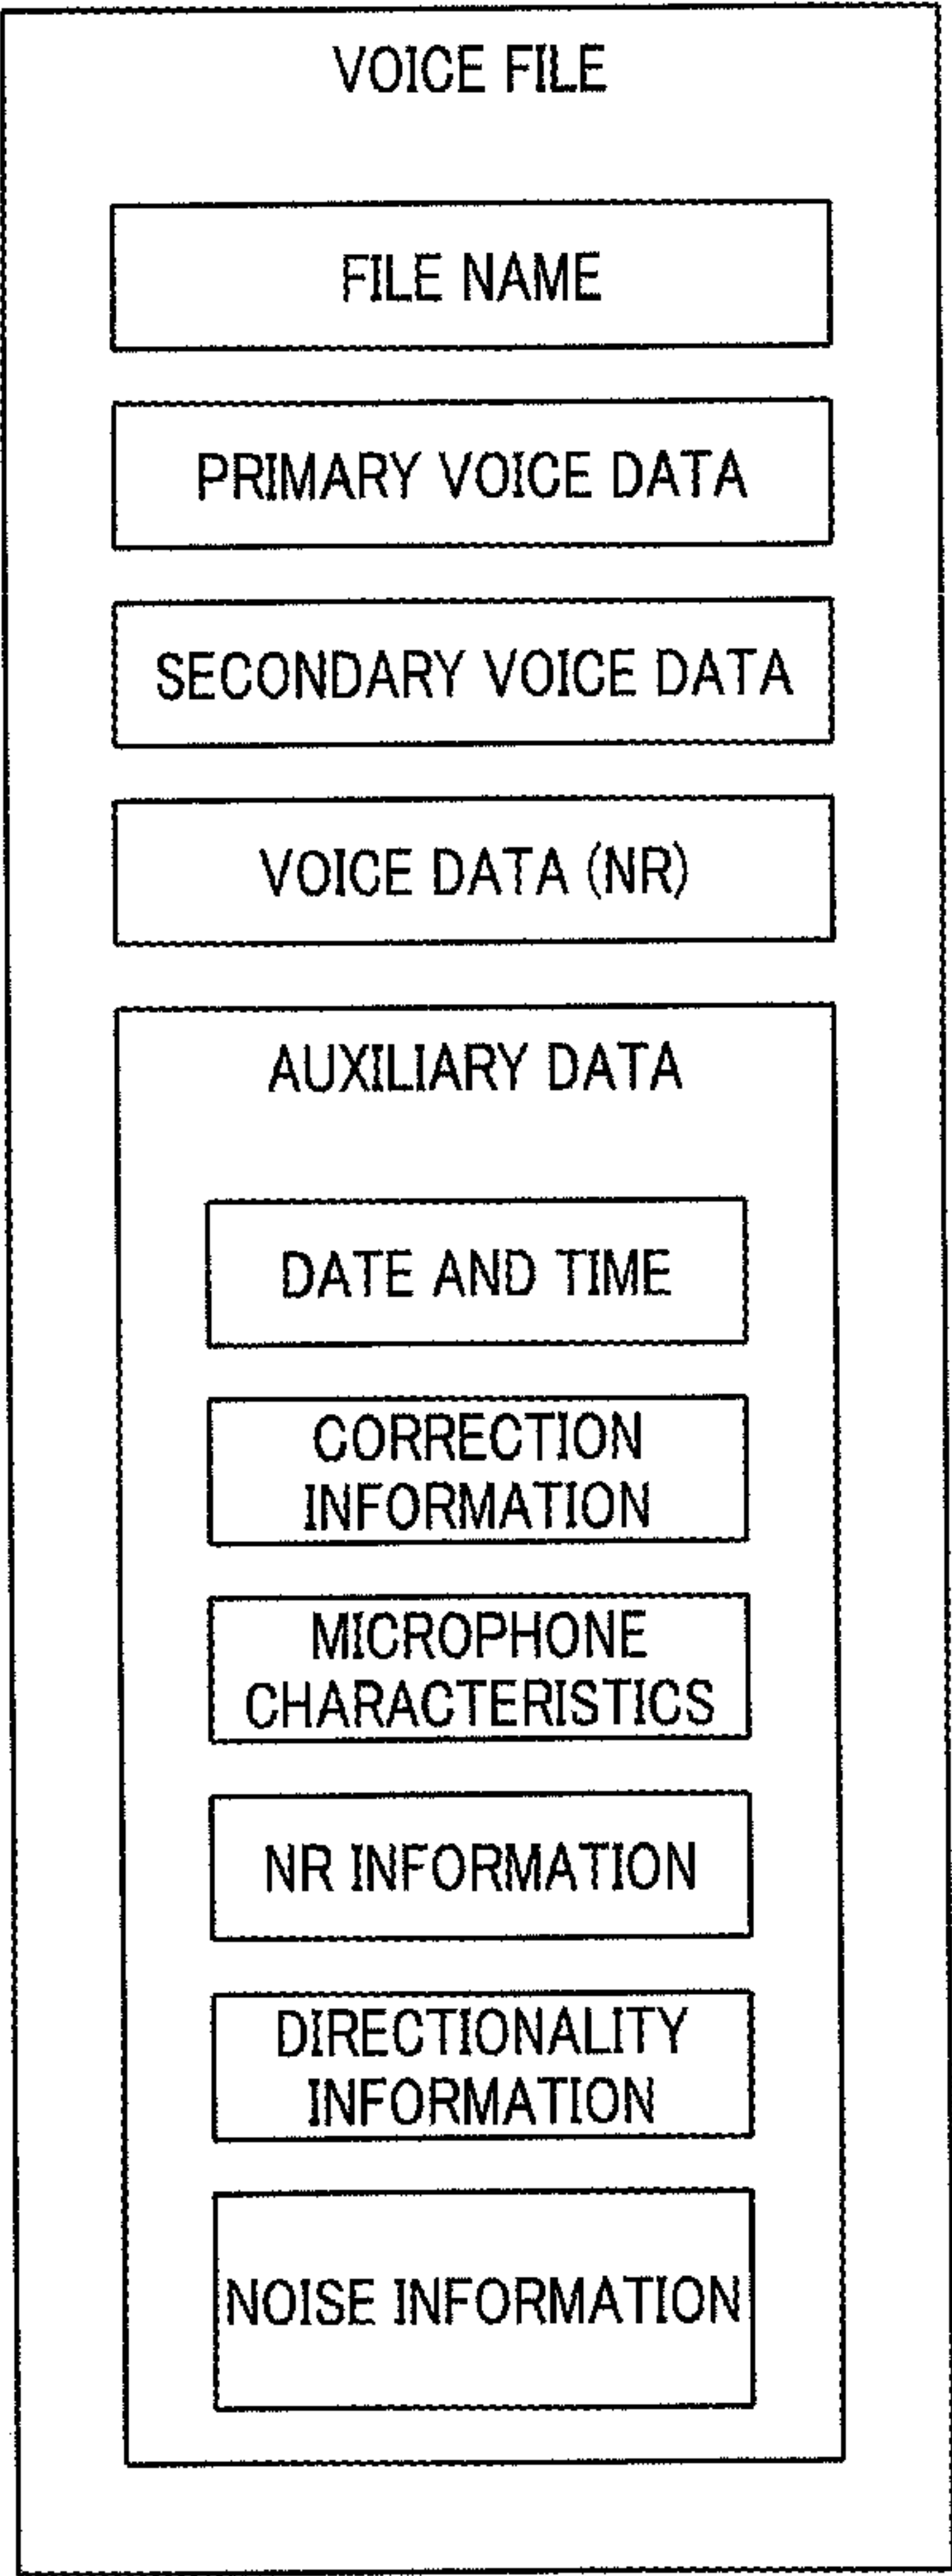 VOICE FILE
FILE NAME
PRIMARY VOICE DATA
SECONDARY VOICE DATA
VOICE DATA (NR)
AUXILIARY DATA
DATE AND TIME
CORRECTION
INFORMATION
MICROPHONE
CHARACTERISTICS
NR INFORMATION
DIRECTIONALITY
INFORMATION
NOISE INFORMATION